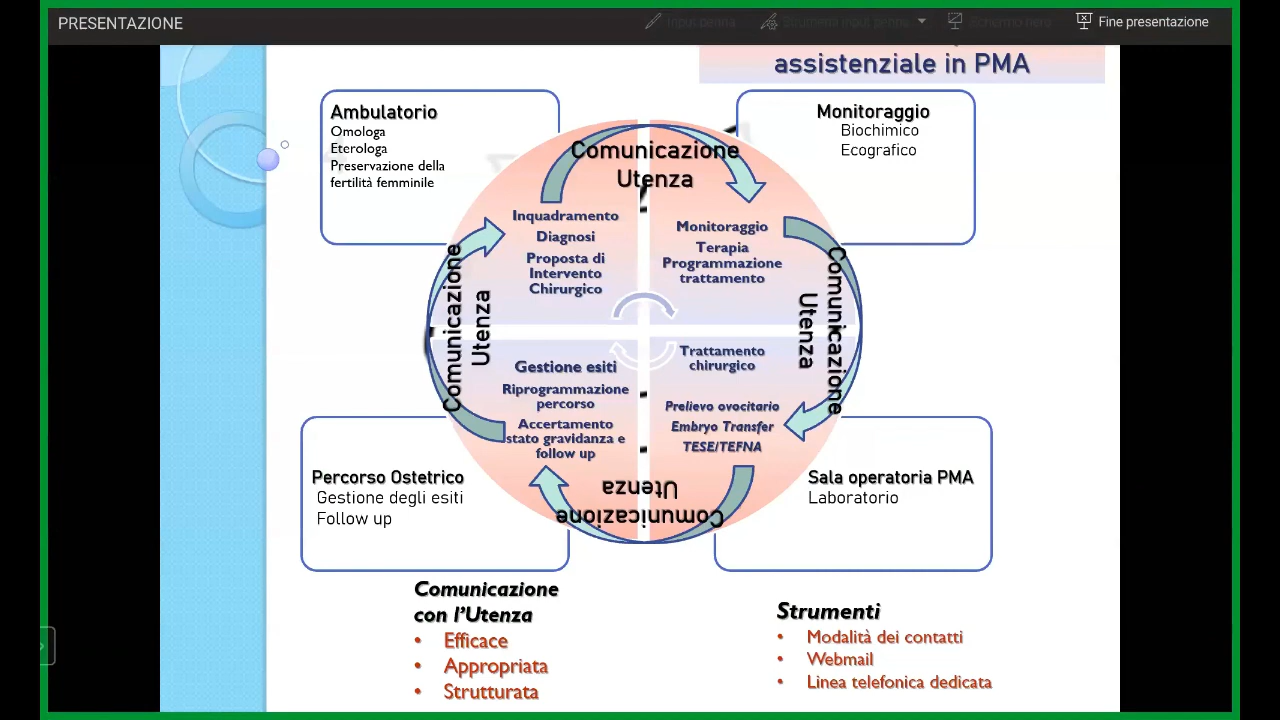 PRESENTAZIONE
Fine presentazione
assistenziale in PMA
Ambulatorio
Omologa
Eterologa
Preservazione della
fertilità femminile
Monitoraggio
Biochimico
Ecografico
Comunicazione
Utenza
Inquadramento
Diagnosi
Proposta di
Intervento
Chirurgico
Monitoraggio
Terapia
Programmazione
trattamento
Comunicazione
Utenza
Comunicazione
Utenza
Gestione esiti
Riprogrammazione
percorso
Accertamento
stato gravidanza e
follow up
Trattamento
chirurgico
Prelievo ovocitario
Embryo Transfer
TESE/TEFNA
Comunicazione
Utenza
Percorso Ostetrico
Gestione degli esiti
Follow up
Sala operatoria PMA
Laboratorio
Comunicazione
con l'Utenza
• Efficace
• Appropriata
• Strutturata
Strumenti
• Modalità dei contatti
• Webmail
• Linea telefonica dedicata